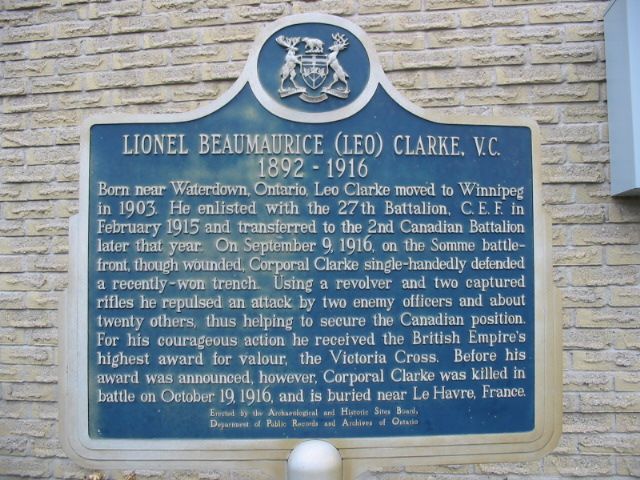 LIONEL BEAUMAURICE (LEO) CLARKE, V.C.
1892 - 1916
Born near Waterdown, Ontario, Leo Clarke moved to Winnipeg
in 1903. He enlisted with the 27th Battalion, C.E.F. in
February 1915 and transferred to the 2nd Canadian Battalion
later that year. On September 9, 1916, on the Somme battle-
front, though wounded, Corporal Clarke single-handedly defended
a recently-won trench. Using a revolver and two captured
rifles he repulsed an attack by two enemy officers and about
twenty others, thus helping to secure the Canadian position.
For his courageous action he received the British Empire's
highest award for valour, the Victoria Cross. Before his
award was announced, however, Corporal Clarke was killed in
battle on October 19, 1916, and is buried near Le Havre, France.
Erected by the Archaeological and Historic Sites Board,
Department of Public Records and Archives of Ontario